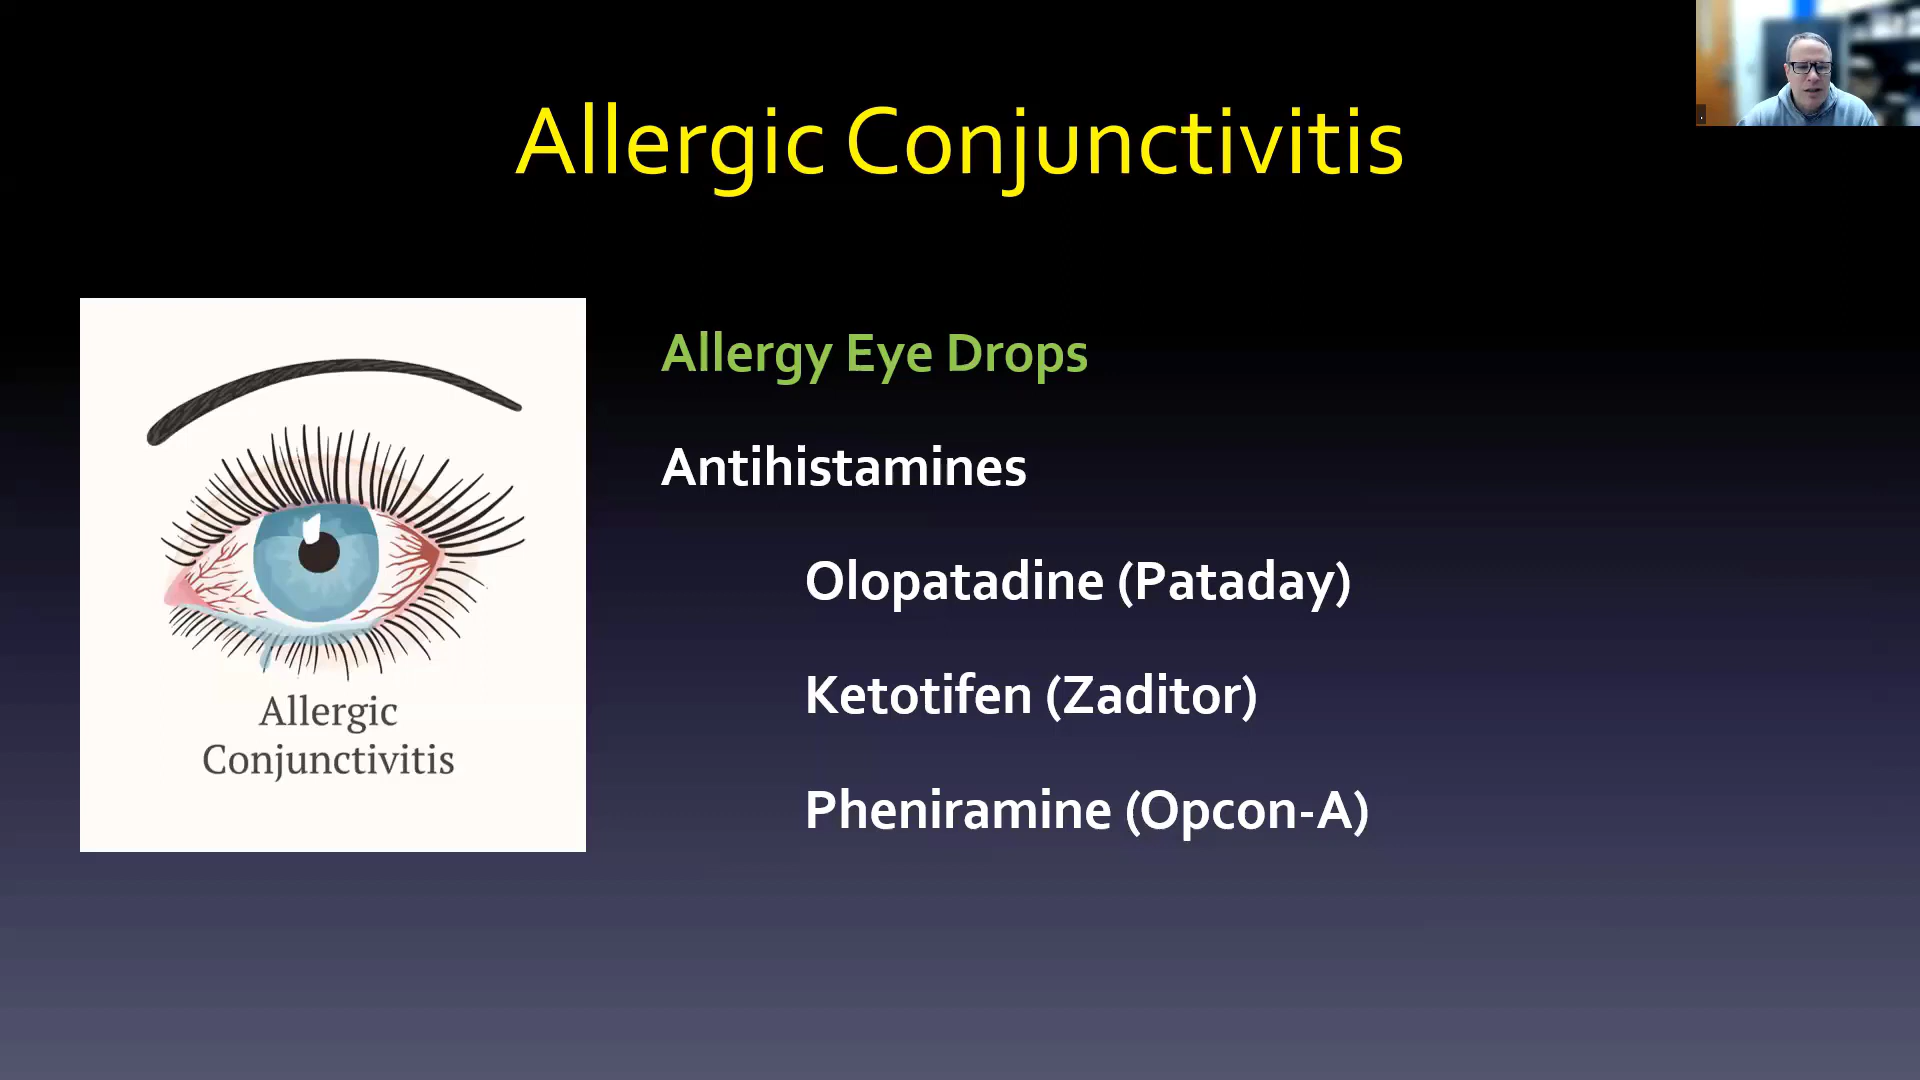 Allergic Conjunctivitis
Allergy Eye Drops
Antihistamines
Olopatadine (Pataday)
Ketotifen (Zaditor)
Pheniramine (Opcon-A)
Allergic
Conjunctivitis